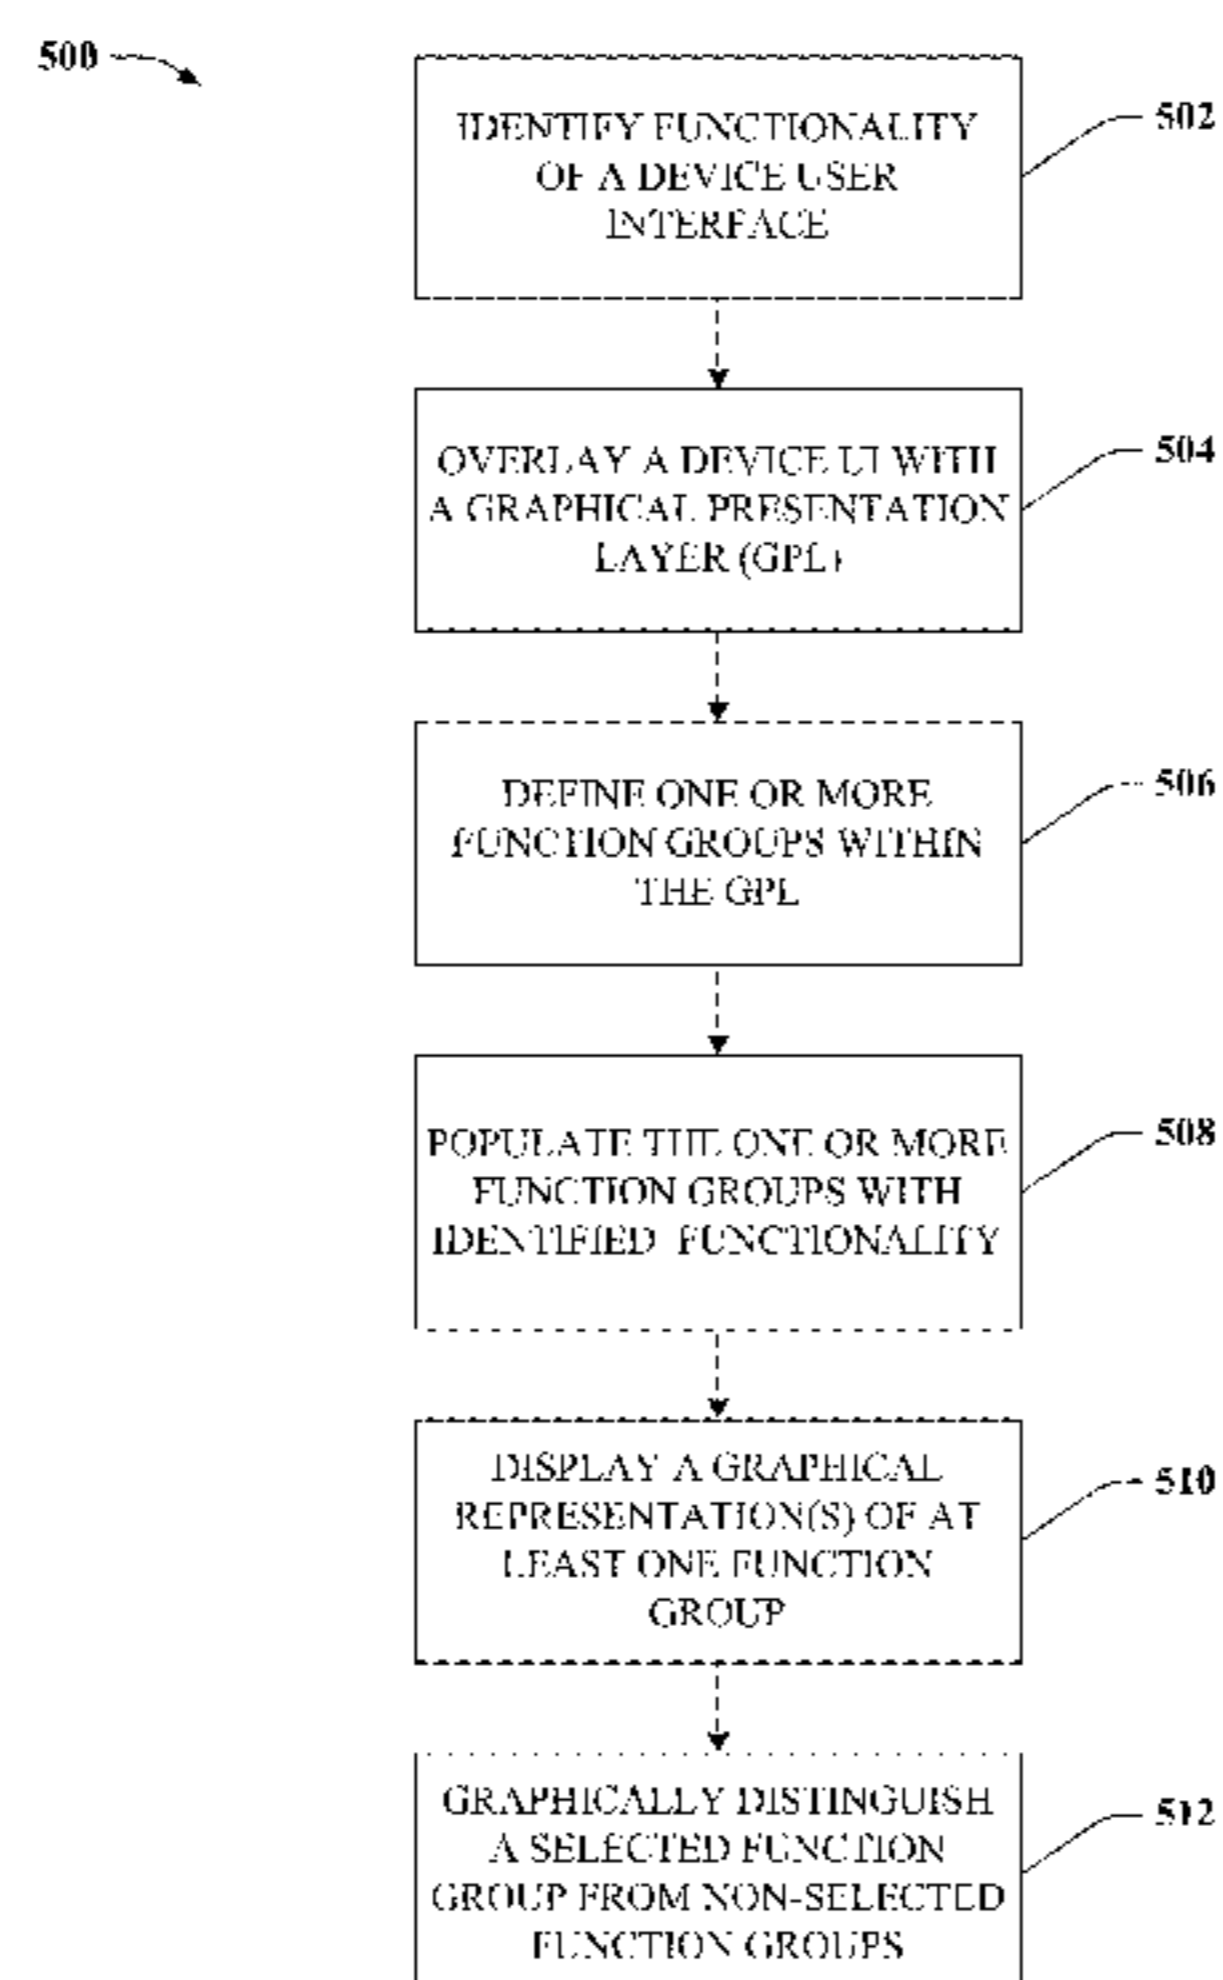 500
IDENTIFY FUNCTIONALITY
OF A DEVICE USER
INTERFACE
502
OVERLAY A DEVICE UI WITH
A GRAPHICAL PRESENTATION
LAYER (GPL)
504
DEFINE ONE OR MORE
FUNCTION GROUPS WITHIN
THE GPL
506
POPULATE THE ONE OR MORE
FUNCTION GROUPS WITH
IDENTIFIED FUNCTIONALITY
508
DISPLAY A GRAPHICAL
REPRESENTATION(S) OF AT
LEAST ONE FUNCTION
GROUP
510
GRAPHICALLY DISTINGUISH
A SELECTED FUNCTION
GROUP FROM NON-SELECTED
FUNCTION GROUPS
512